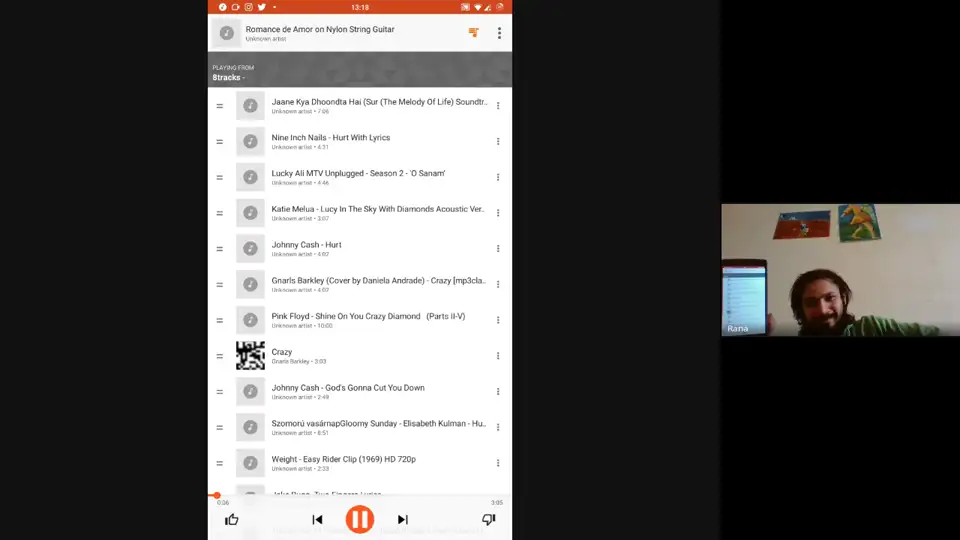 13:18
Romance de Amor on Nylon String Guitar
Unknown artist
PLAYING FROM
8tracks -
Jaane Kya Dhoondta Hai (Sur (The Melody Of Life) Soundtr..
Unknown artist • 7:06
Nine Inch Nails - Hurt With Lyrics
Unknown artist • 4:31
Lucky Ali MTV Unplugged - Season 2 - 'O Sanam'
Unknown artist • 4:46
Katie Melua - Lucy In The Sky With Diamonds Acoustic Ver..
Unknown artist • 3:07
Johnny Cash - Hurt
Unknown artist • 4:02
Gnarls Barkley (Cover by Daniela Andrade) - Crazy [mp3cla..
Unknown artist • 4:02
Pink Floyd - Shine On You Crazy Diamond (Parts II-V)
Unknown artist • 10:00
Crazy
Gnarls Barkley • 3:03
Johnny Cash - God's Gonna Cut You Down
Unknown artist • 2:49
Szomorú vasárnapGloomy Sunday - Elisabeth Kulman - Hu..
Unknown artist • 8:51
Weight - Easy Rider Clip (1969) HD 720p
Unknown artist • 2:33
0:06
3:05
Rana